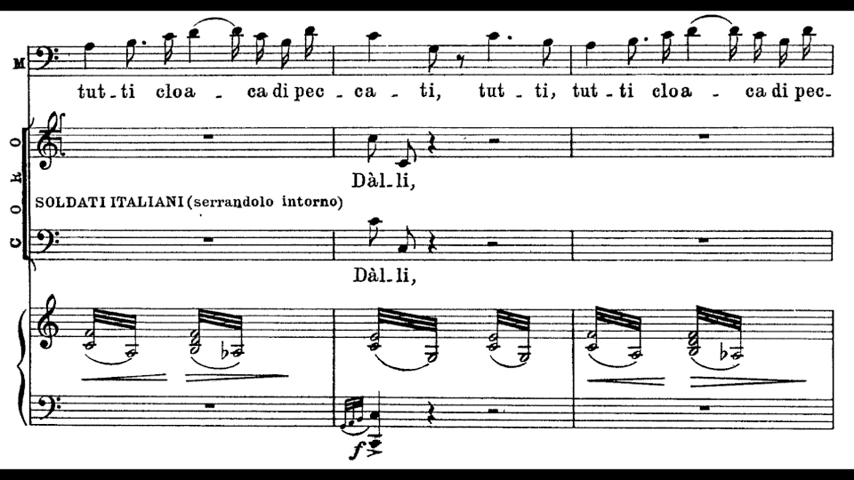 M
tut - ti cloa - ca di pec - ca - ti, tut - ti, tut - ti cloa - ca di pec-
CORO
Dàl - li,
SOLDATI ITALIANI (serrandolo intorno)
Dàl - li,
f